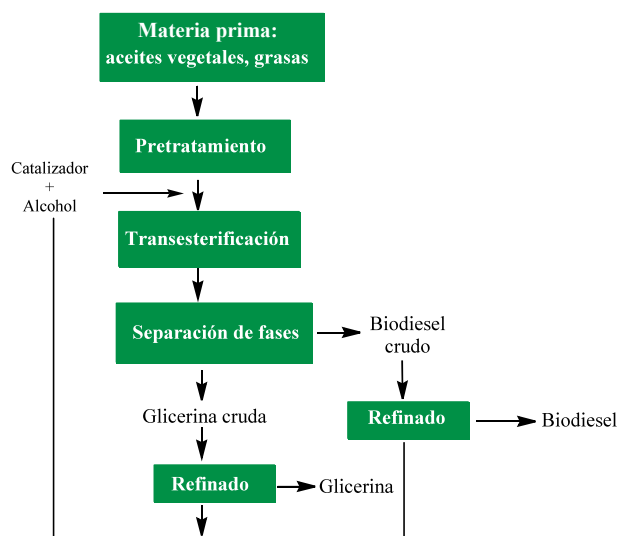 Materia prima:
aceites vegetales, grasas
Pretratamiento
Catalizador
+
Alcohol
Transesterificación
Separación de fases
Biodiesel
crudo
Glicerina cruda
Refinado
Biodiesel
Refinado
Glicerina